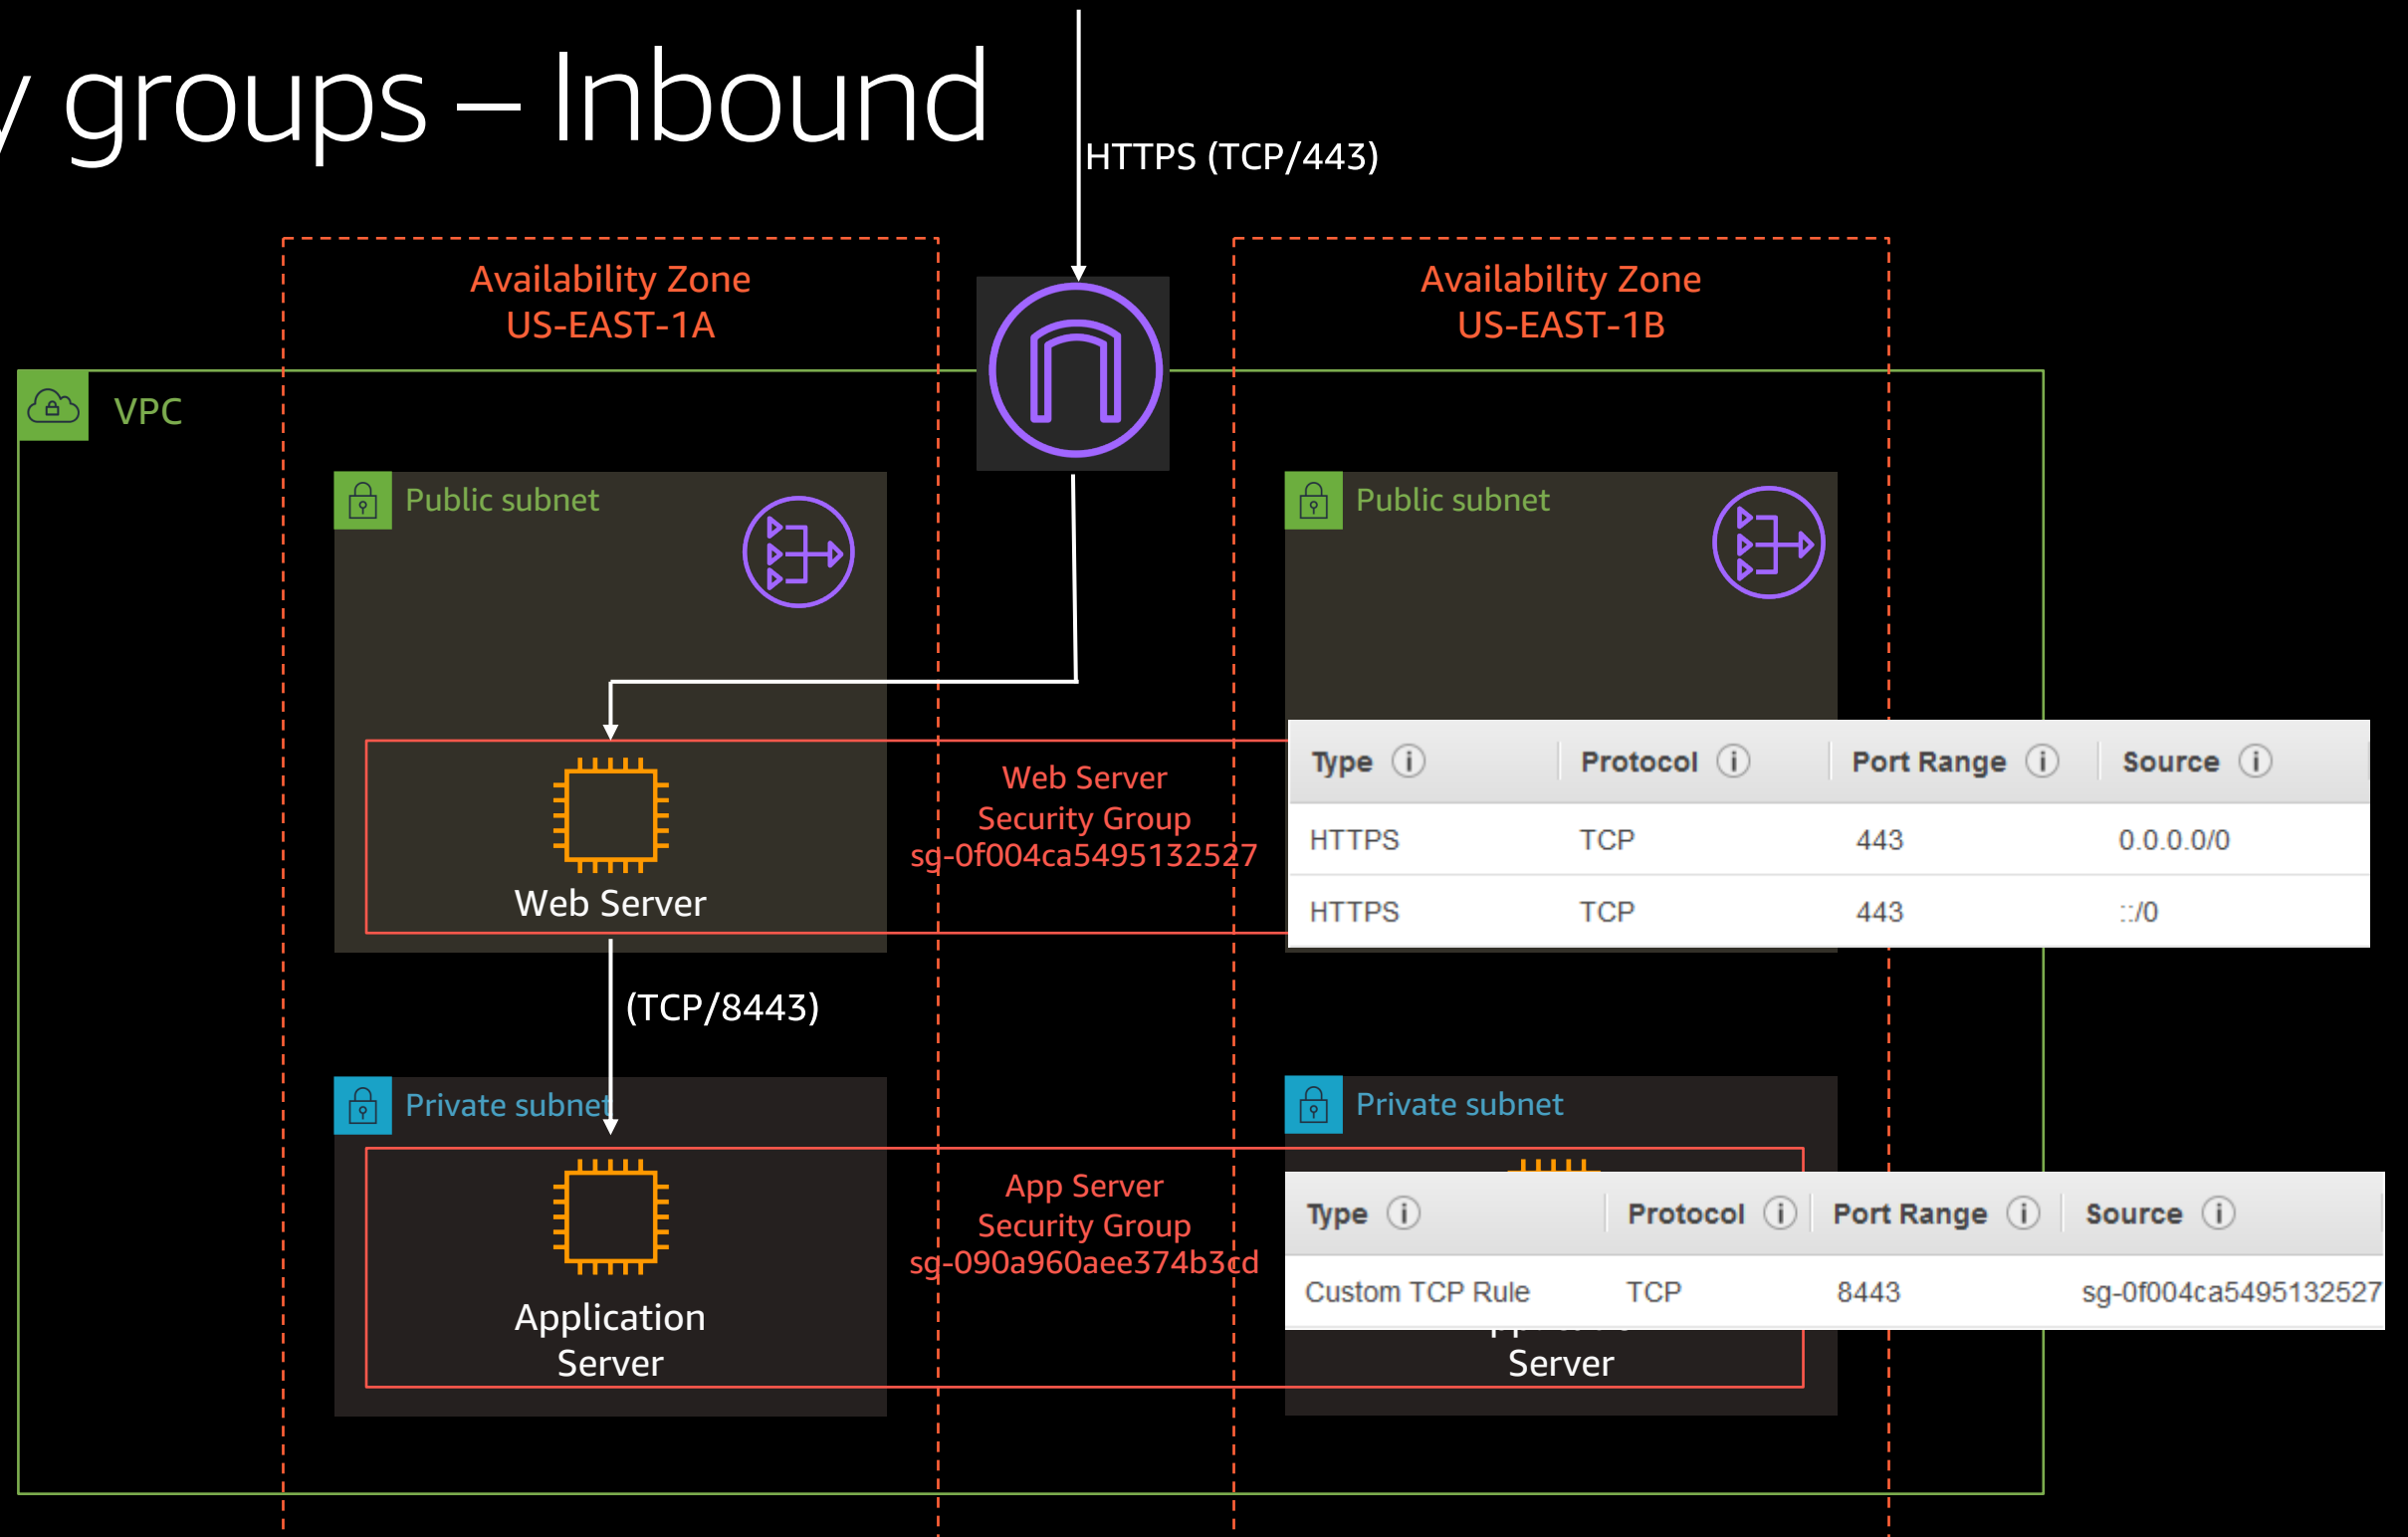 y groups – Inbound
HTTPS (TCP/443)
Availability Zone
US-EAST-1A
Availability Zone
US-EAST-1B
VPC
Public subnet
Public subnet
Web Server
Security Group
sg-0f004ca5495132527
Type Protocol Port Range Source
HTTPS TCP 443 0.0.0.0/0
HTTPS TCP 443 ::/0
Web Server
(TCP/8443)
Private subnet
Private subnet
App Server
Security Group
sg-090a960aee374b3cd
Type Protocol Port Range Source
Custom TCP Rule TCP 8443 sg-0f004ca5495132527
Application
Server
Server